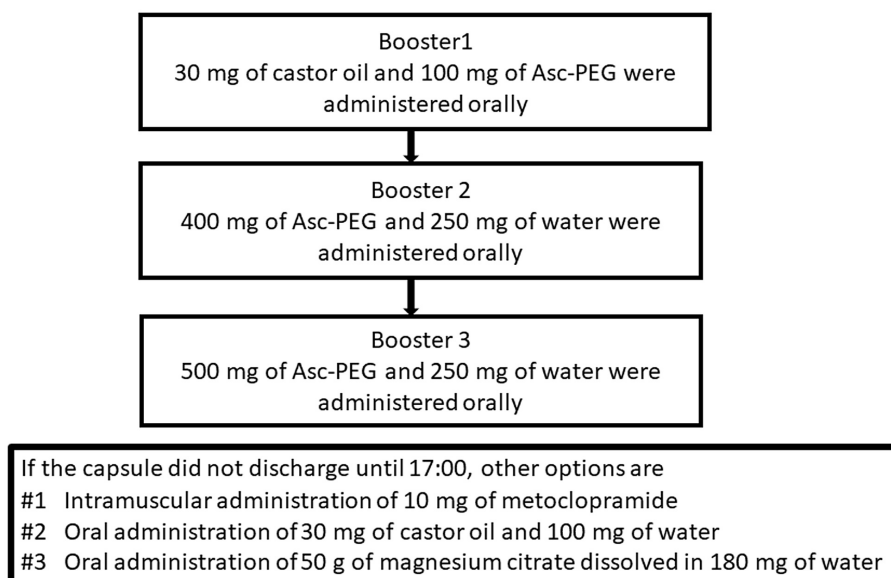 Booster1
30 mg of castor oil and 100 mg of Asc-PEG were
administered orally
Booster 2
400 mg of Asc-PEG and 250 mg of water were
administered orally
Booster 3
500 mg of Asc-PEG and 250 mg of water were
administered orally
If the capsule did not discharge until 17:00, other options are
#1 Intramuscular administration of 10 mg of metoclopramide
#2 Oral administration of 30 mg of castor oil and 100 mg of water
#3 Oral administration of 50 g of magnesium citrate dissolved in 180 mg of water